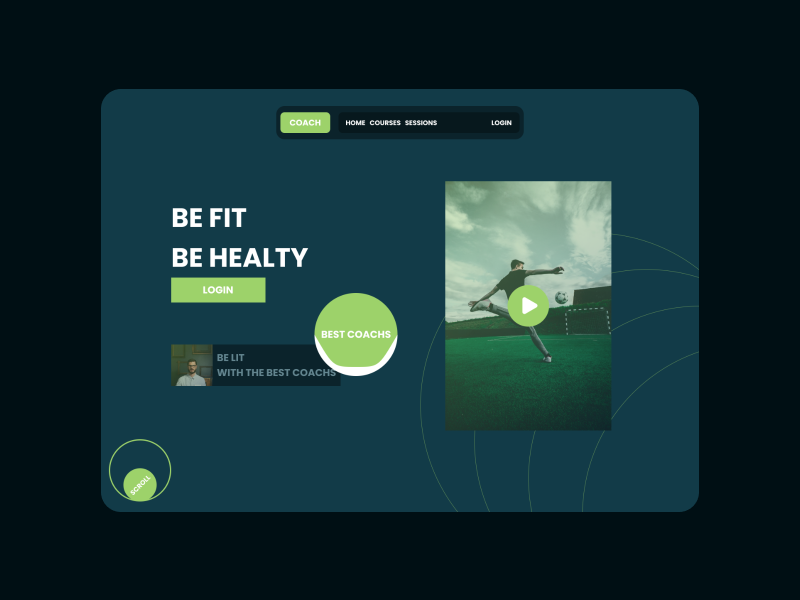 COACH HOME COURSES SESSIONS LOGIN
BE FIT
BE HEALTY
LOGIN
BEST COACHS
BE LIT
WITH THE BEST COACHS
SCROLL